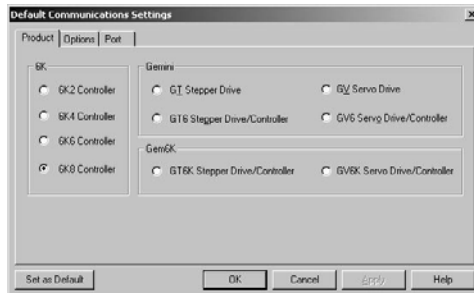 Default Communications Settings
Product Options Port
6K
6K2 Controller
6K4 Controller
6K6 Controller
6K8 Controller
Gemini
GT Stepper Drive GV Servo Drive
GT6 Stepper Drive/Controller GV6 Servo Drive/Controller
Gem6K
GT6K Stepper Drive/Controller GV6K Servo Drive/Controller
Set as Default OK Cancel Apply Help